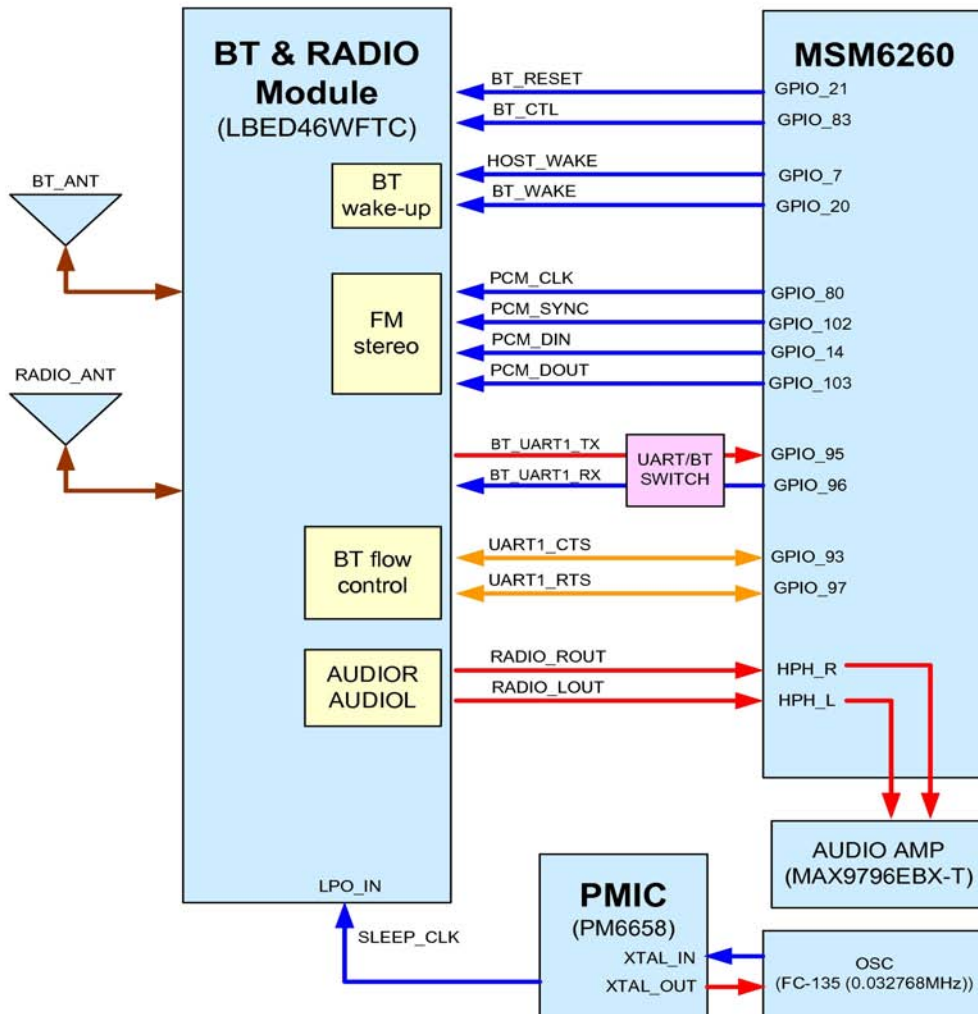 BT & RADIO
Module
(LBED46WFTC)
MSM6260
BT_RESET
GPIO_21
BT_CTL
GPIO_83
BT_ANT
BT
wake-up
HOST_WAKE
GPIO_7
BT_WAKE
GPIO_20
FM
stereo
PCM_CLK
GPIO_80
PCM_SYNC
GPIO_102
PCM_DIN
GPIO_14
PCM_DOUT
GPIO_103
RADIO_ANT
BT_UART1_TX
UART/BT
SWITCH
GPIO_95
BT_UART1_RX
GPIO_96
BT flow
control
UART1_CTS
GPIO_93
UART1_RTS
GPIO_97
AUDIOR
AUDIOL
RADIO_ROUT
HPH_R
RADIO_LOUT
HPH_L
AUDIO AMP
(MAX9796EBX-T)
LPO_IN
SLEEP_CLK
PMIC
(PM6658)
XTAL_IN
XTAL_OUT
OSC
(FC-135 (0.032768MHz))